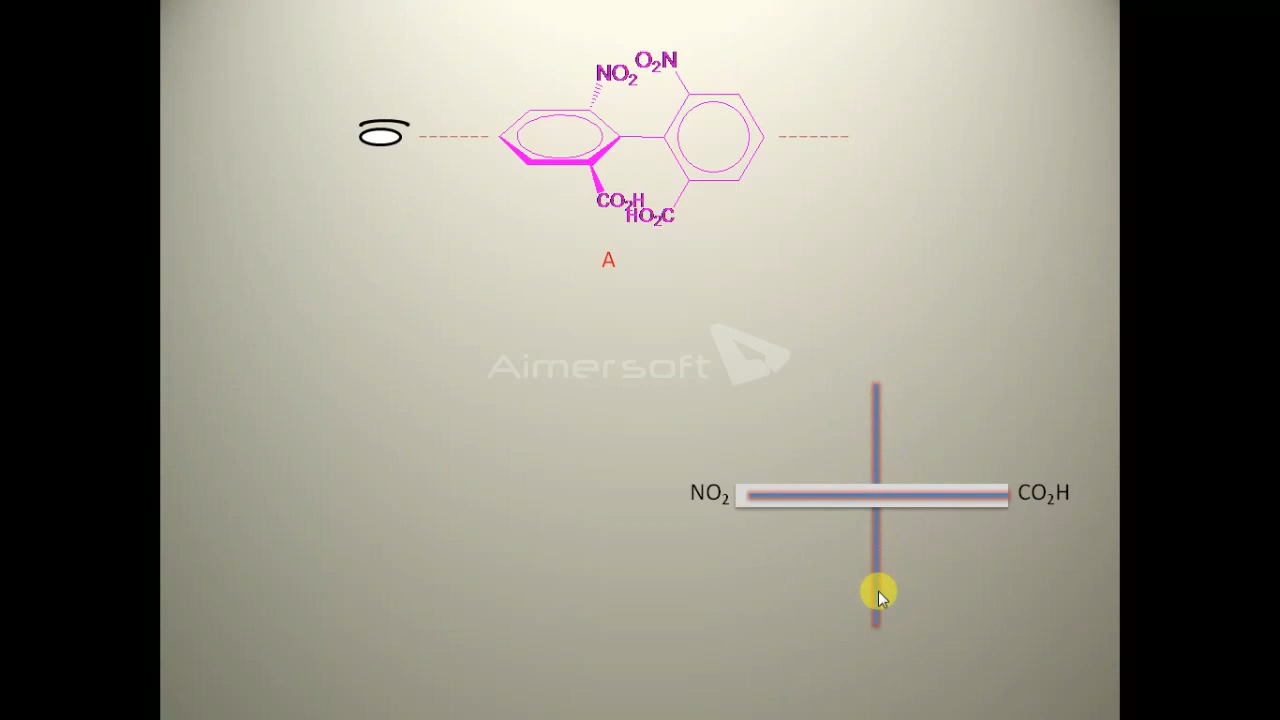 NO₂ O₂N
CO₂H HO₂C
A
Aimersoft
NO₂ CO₂H